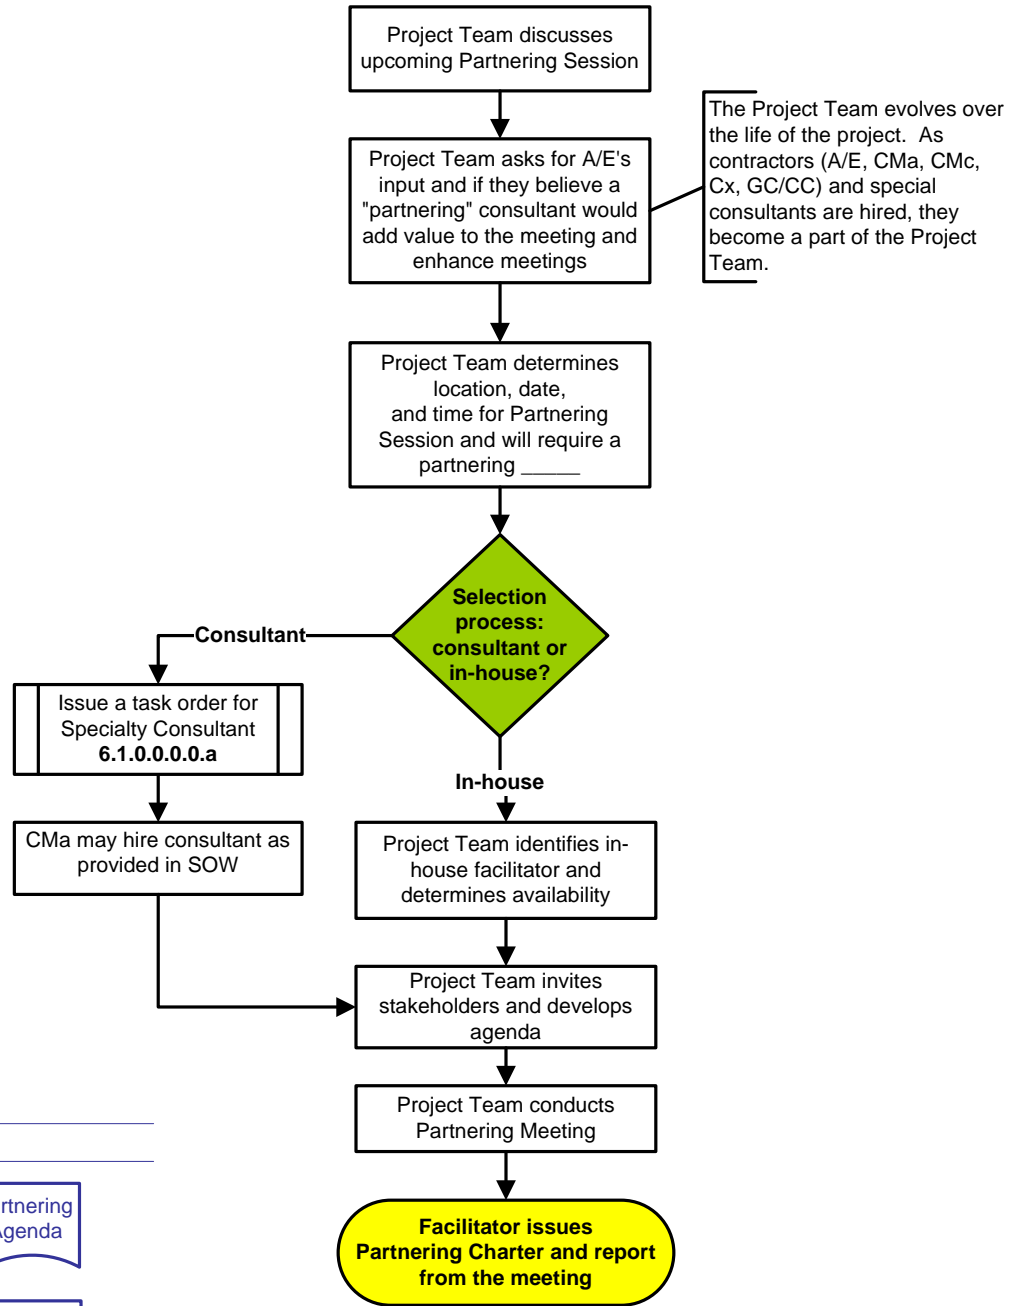 Project Team discusses
upcoming Partnering Session
Project Team asks for A/E's
input and if they believe a
"partnering" consultant would
add value to the meeting and
enhance meetings
The Project Team evolves over
the life of the project.  As
contractors (A/E, CMa, CMc,
Cx, GC/CC) and special
consultants are hired, they
become a part of the Project
Team.
Project Team determines
location, date,
and time for Partnering
Session and will require a
partnering _____
Selection
process:
consultant or
in-house?
Consultant
Issue a task order for
Specialty Consultant
6.1.0.0.0.0.a
CMa may hire consultant as
provided in SOW
In-house
Project Team identifies in-
house facilitator and
determines availability
Project Team invites
stakeholders and develops
agenda
Project Team conducts
Partnering Meeting
rtnering
genda
Facilitator issues
Partnering Charter and report
from the meeting